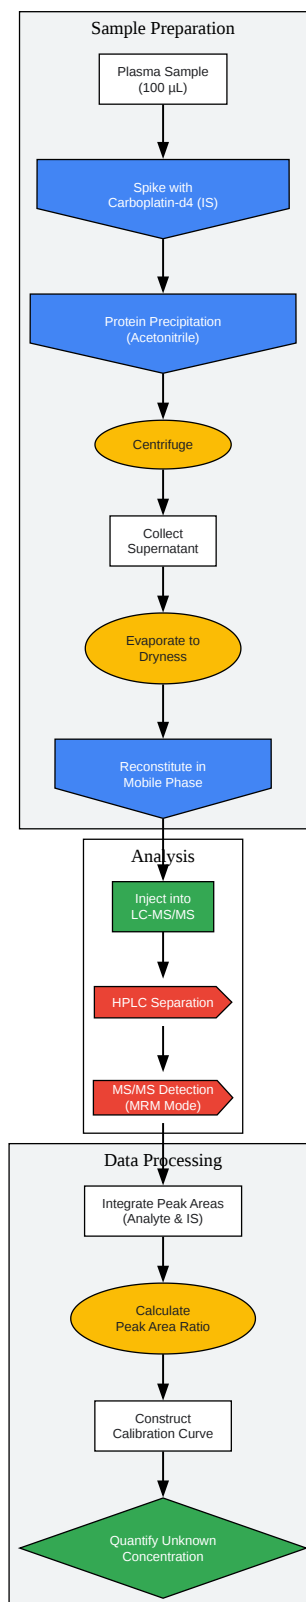 Sample Preparation
Plasma Sample
(100 µL)
Spike with
Carboplatin-d4 (IS)
Protein Precipitation
(Acetonitrile)
Centrifuge
Collect
Supernatant
Evaporate to
Dryness
Reconstitute in
Mobile Phase
Analysis
Inject into
LC-MS/MS
HPLC Separation
MS/MS Detection
(MRM Mode)
Data Processing
Integrate Peak Areas
(Analyte & IS)
Calculate
Peak Area Ratio
Construct
Calibration Curve
Quantify Unknown
Concentration